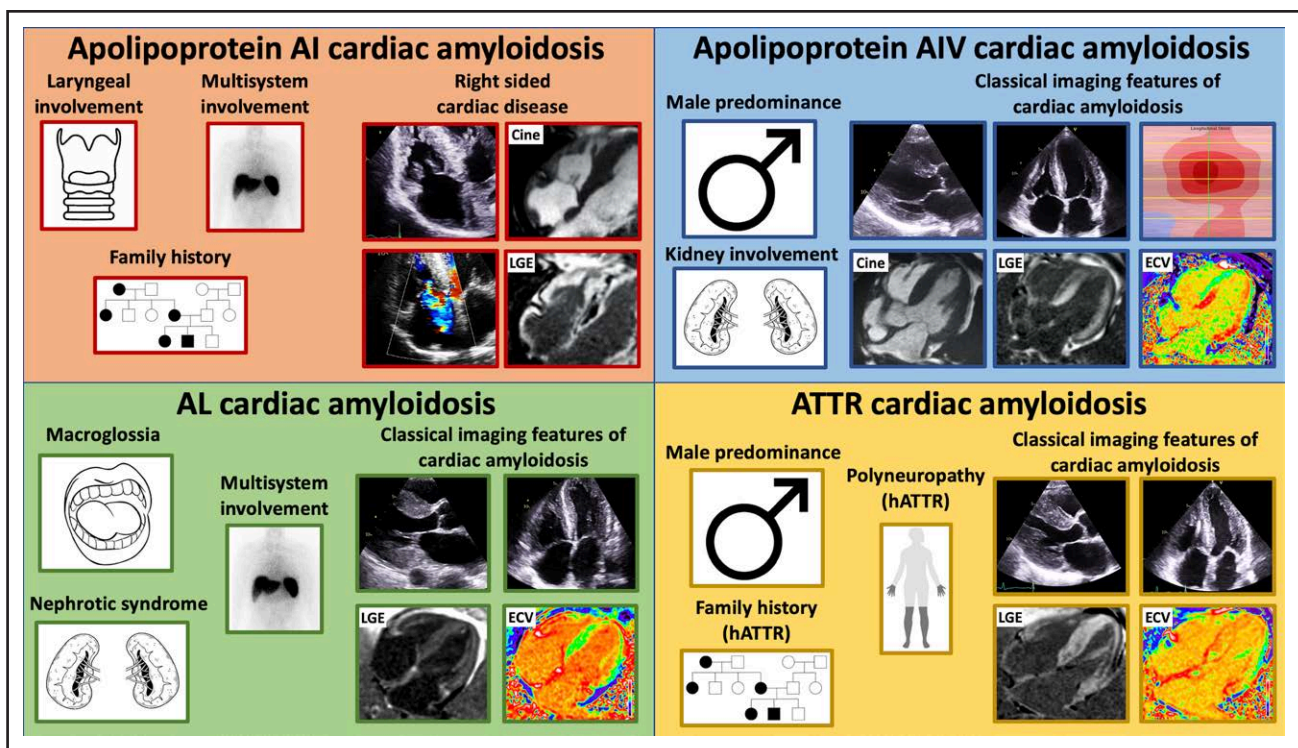 Apolipoprotein AI cardiac amyloidosis
Laryngeal
involvement
Multisystem
involvement
Right sided
cardiac disease
Cine
Family history
LGE
Apolipoprotein AIV cardiac amyloidosis
Male predominance
Classical imaging features of
cardiac amyloidosis
Kidney involvement
Cine
LGE
ECV
AL cardiac amyloidosis
Macroglossia
Multisystem
involvement
Classical imaging features of
cardiac amyloidosis
Nephrotic syndrome
LGE
ECV
ATTR cardiac amyloidosis
Male predominance
Polyneuropathy
(hATTR)
Classical imaging features of
cardiac amyloidosis
Family history
(hATTR)
LGE
ECV